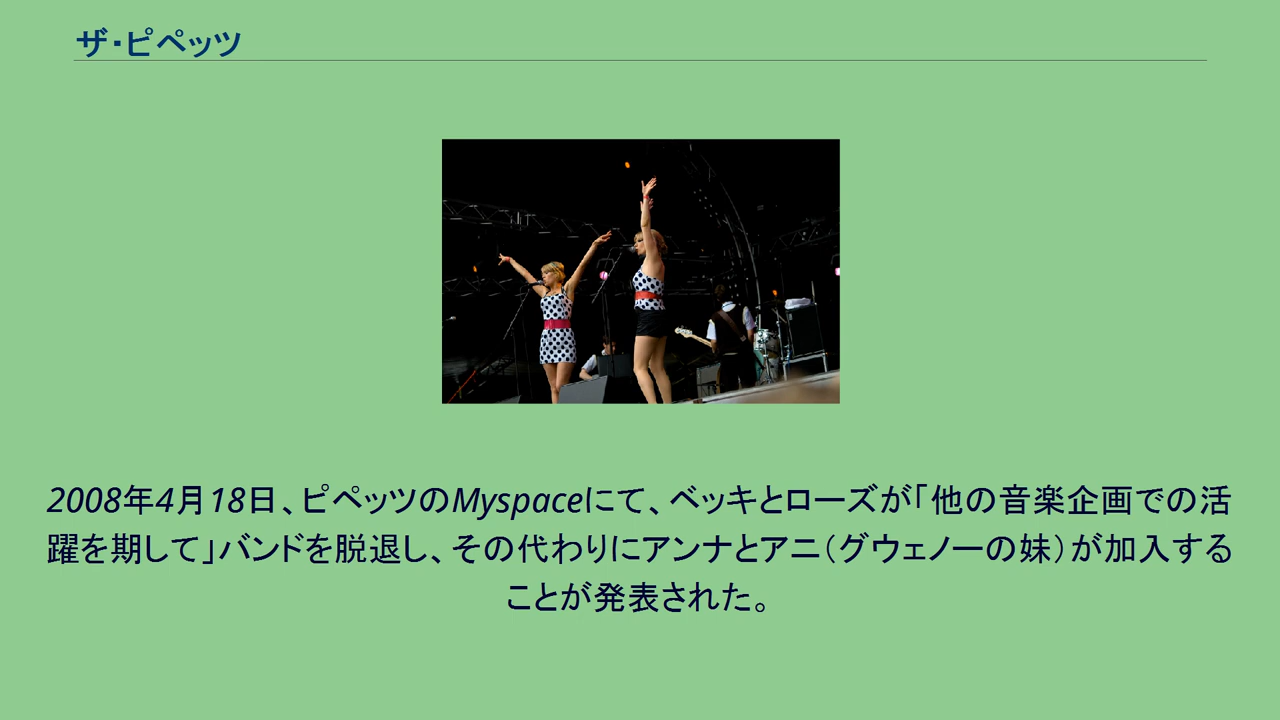 ザ・ピペッツ
2008年4月18日、ピペッツのMyspaceにて、ベッキとローズが「他の音楽企画での活
躍を期して」バンドを脱退し、その代わりにアンナとアニ（グウェノーの妹）が加入する
ことが発表された。